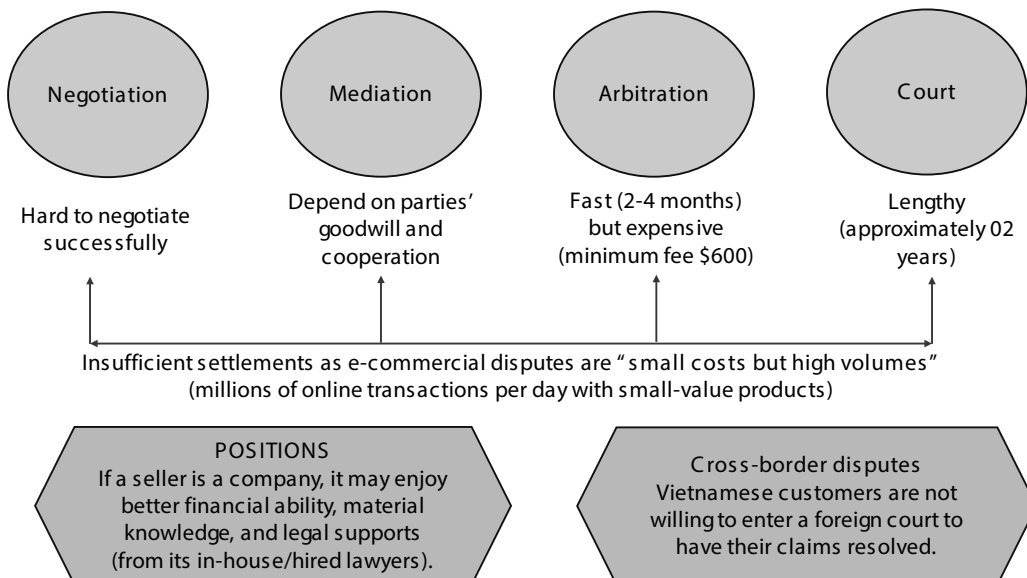 Negotiation
Mediation
Arbitration
Court
Hard to negotiate
successfully
Depend on parties’
goodwill and
cooperation
Fast (2-4 months)
but expensive
(minimum fee $600)
Lengthy
(approximately 02
years)
Insufficient settlements as e-commercial disputes are “small costs but high volumes”
(millions of online transactions per day with small-value products)
POSITIONS
If a seller is a company, it may enjoy
better financial ability, material
knowledge, and legal supports
(from its in-house/hired lawyers).
Cross-border disputes
Vietnamese customers are not
willing to enter a foreign court to
have their claims resolved.